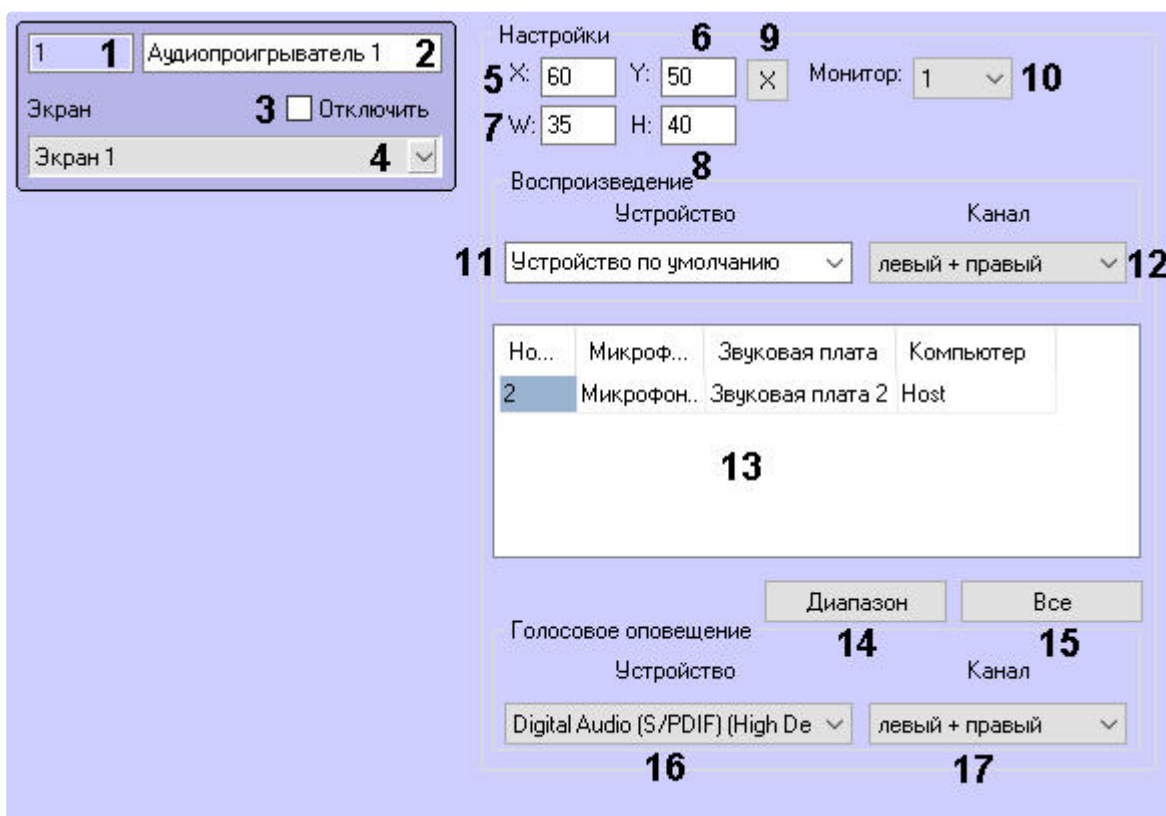 1 1 Аудиопроигрыватель 1 2
Экран 3 Отключить
Экран 1 4
Настройки 6 9
5 X: 60 Y: 50 X Монитор: 1 10
7 W: 35 H: 40
8
Воспроизведение
Устройство Канал
11 Устройство по умолчанию левый + правый 12
Но... Микроф... Звуковая плата Компьютер
2 Микрофон.. Звуковая плата 2 Host
13
Диапазон Все
14 15
Голосовое оповещение
Устройство Канал
Digital Audio (S/PDIF) (High De левый + правый
16 17